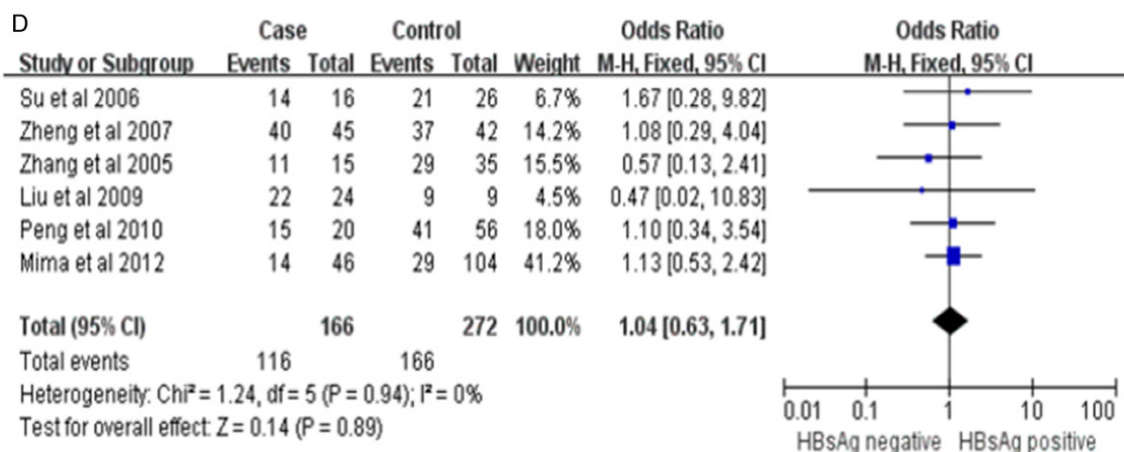 D
Case Control Odds Ratio Odds Ratio
Study or Subgroup Events Total Events Total Weight M-H, Fixed, 95% CI M-H, Fixed, 95% CI
Su et al 2006 14 16 21 26 6.7% 1.67 [0.28, 9.82]
Zheng et al 2007 40 45 37 42 14.2% 1.08 [0.29, 4.04]
Zhang et al 2005 11 15 29 35 15.5% 0.57 [0.13, 2.41]
Liu et al 2009 22 24 9 9 4.5% 0.47 [0.02, 10.83]
Peng et al 2010 15 20 41 56 18.0% 1.10 [0.34, 3.54]
Mima et al 2012 14 46 29 104 41.2% 1.13 [0.53, 2.42]
Total (95% CI) 166 272 100.0% 1.04 [0.63, 1.71]
Total events 116 166
Heterogeneity: Chi² = 1.24, df = 5 (P = 0.94); I² = 0%
Test for overall effect: Z = 0.14 (P = 0.89)
0.01 0.1 1 10 100
HBsAg negative HBsAg positive